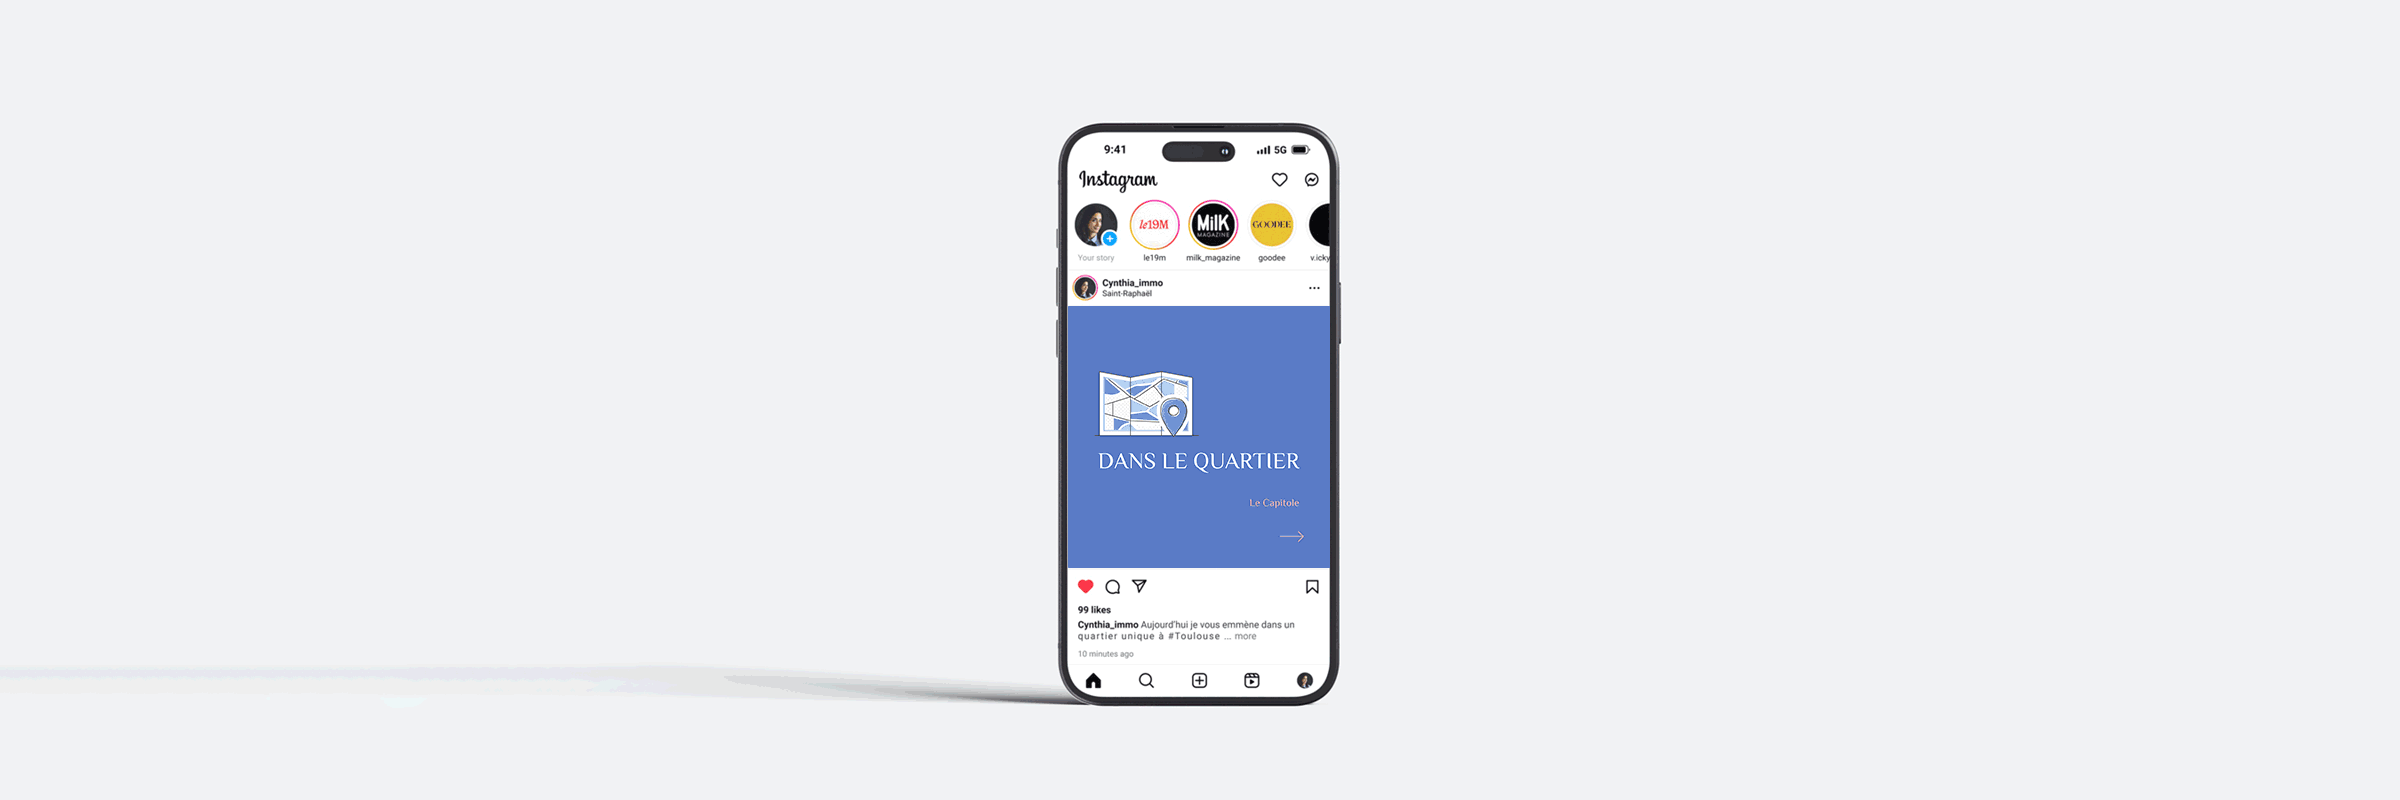 9:41
5G
Instagram
le19M
MilK
MAGAZINE
GOODEE
Your story
le19m
milk_magazine
goodee
v.icky
Cynthia_immo
Saint-Raphaël
DANS LE QUARTIER
Le Capitole
99 likes
Cynthia_immo Aujourd'hui je vous emmène dans un
quartier unique à #Toulouse ... more
10 minutes ago